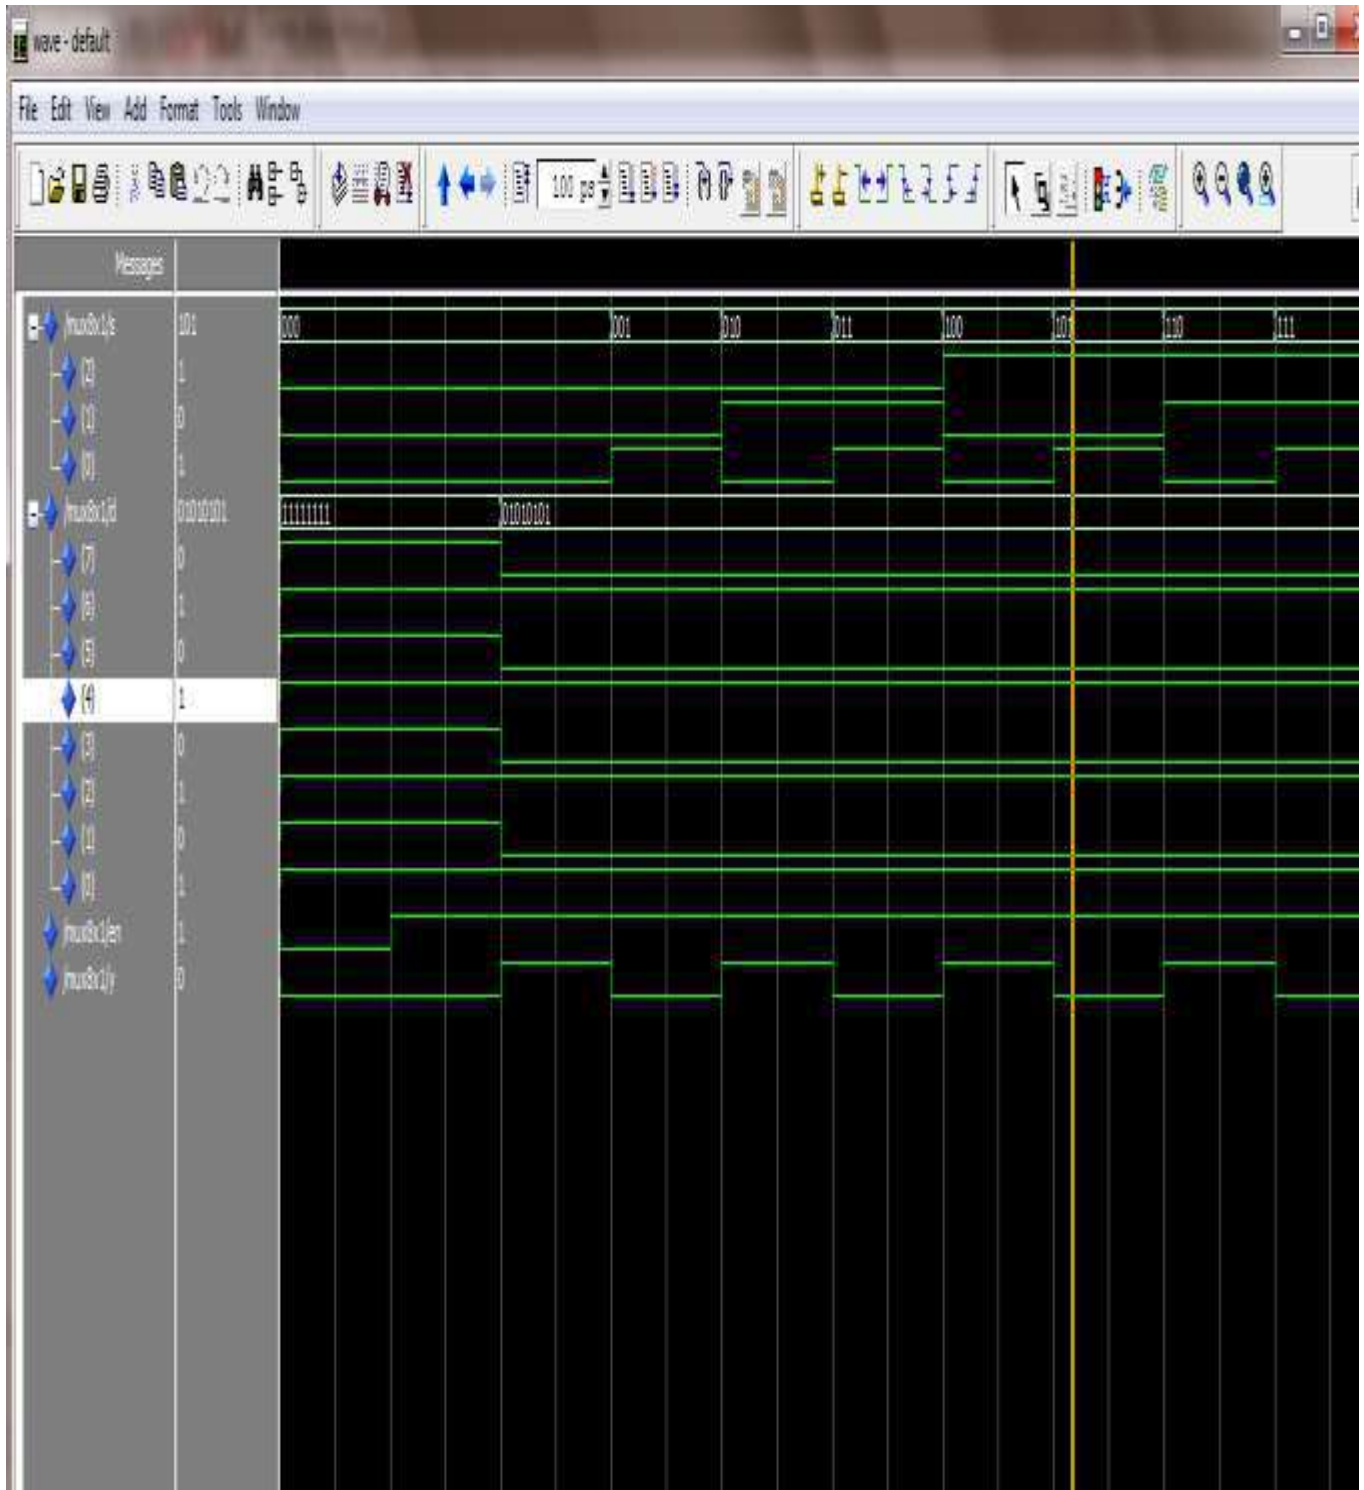 wave - default
File Edit View Add Format Tools Window
100 ps
Messages
/mux8x1/s 101 000 001 010 011 100 101 110 111
(2) 1
(1) 0
(0) 1
/mux8x1/d 01010101 11111111 01010101
(7) 0
(6) 1
(5) 0
(4) 1
(3) 0
(2) 1
(1) 0
(0) 1
/mux8x1/en 1
/mux8x1/y 0